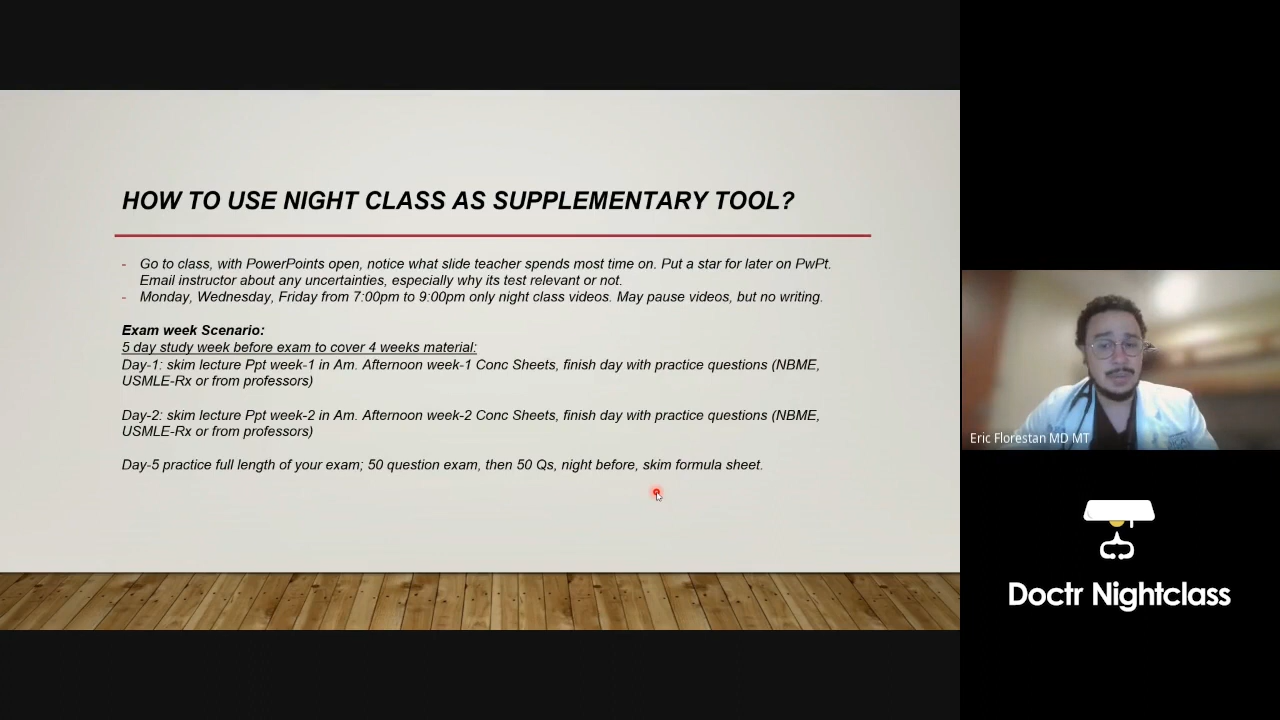 HOW TO USE NIGHT CLASS AS SUPPLEMENTARY TOOL?
- Go to class, with PowerPoints open, notice what slide teacher spends most time on. Put a star for later on PwPt.
Email instructor about any uncertainties, especially why its test relevant or not.
- Monday, Wednesday, Friday from 7:00pm to 9:00pm only night class videos. May pause videos, but no writing.
Exam week Scenario:
5 day study week before exam to cover 4 weeks material:
Day-1: skim lecture Ppt week-1 in Am. Afternoon week-1 Conc Sheets, finish day with practice questions (NBME,
USMLE-Rx or from professors)
Day-2: skim lecture Ppt week-2 in Am. Afternoon week-2 Conc Sheets, finish day with practice questions (NBME,
USMLE-Rx or from professors)
Day-5 practice full length of your exam; 50 question exam, then 50 Qs, night before, skim formula sheet.
Eric Florestan MD MT
Doctr Nightclass